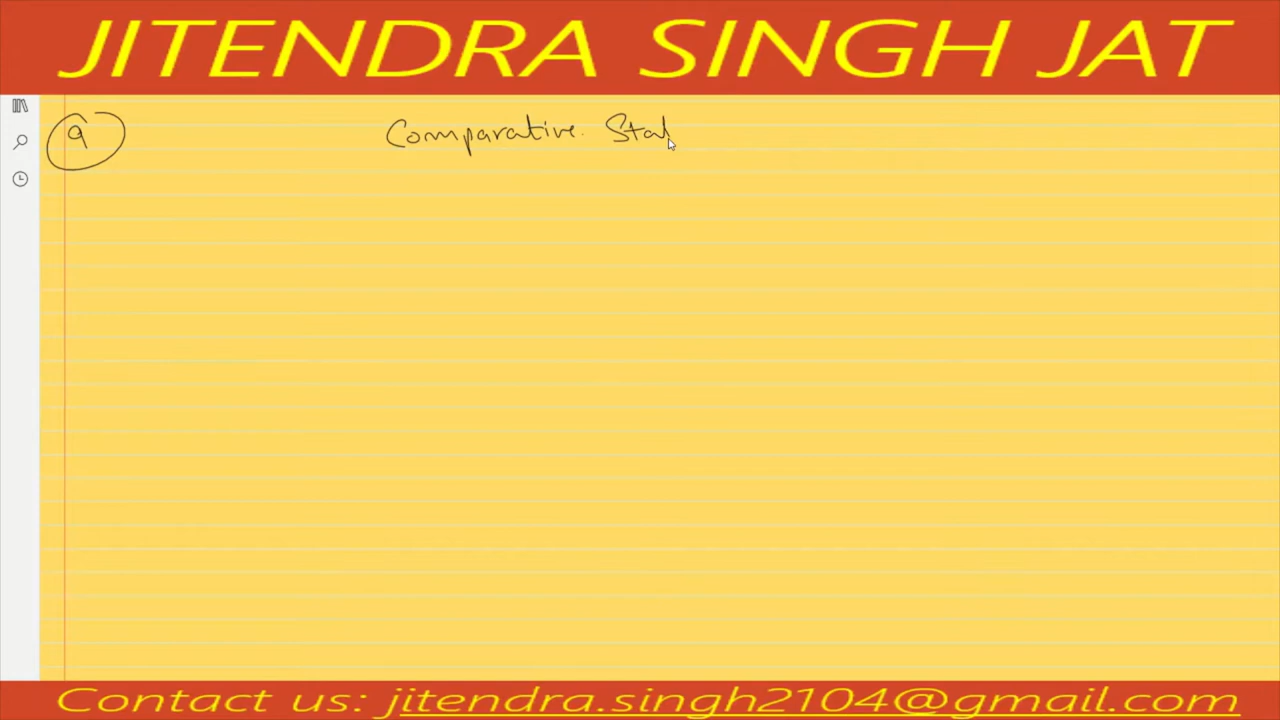 JITENDRA SINGH JAT
9 Comparative. Stat
Contact us: jitendra.singh2104@gmail.com